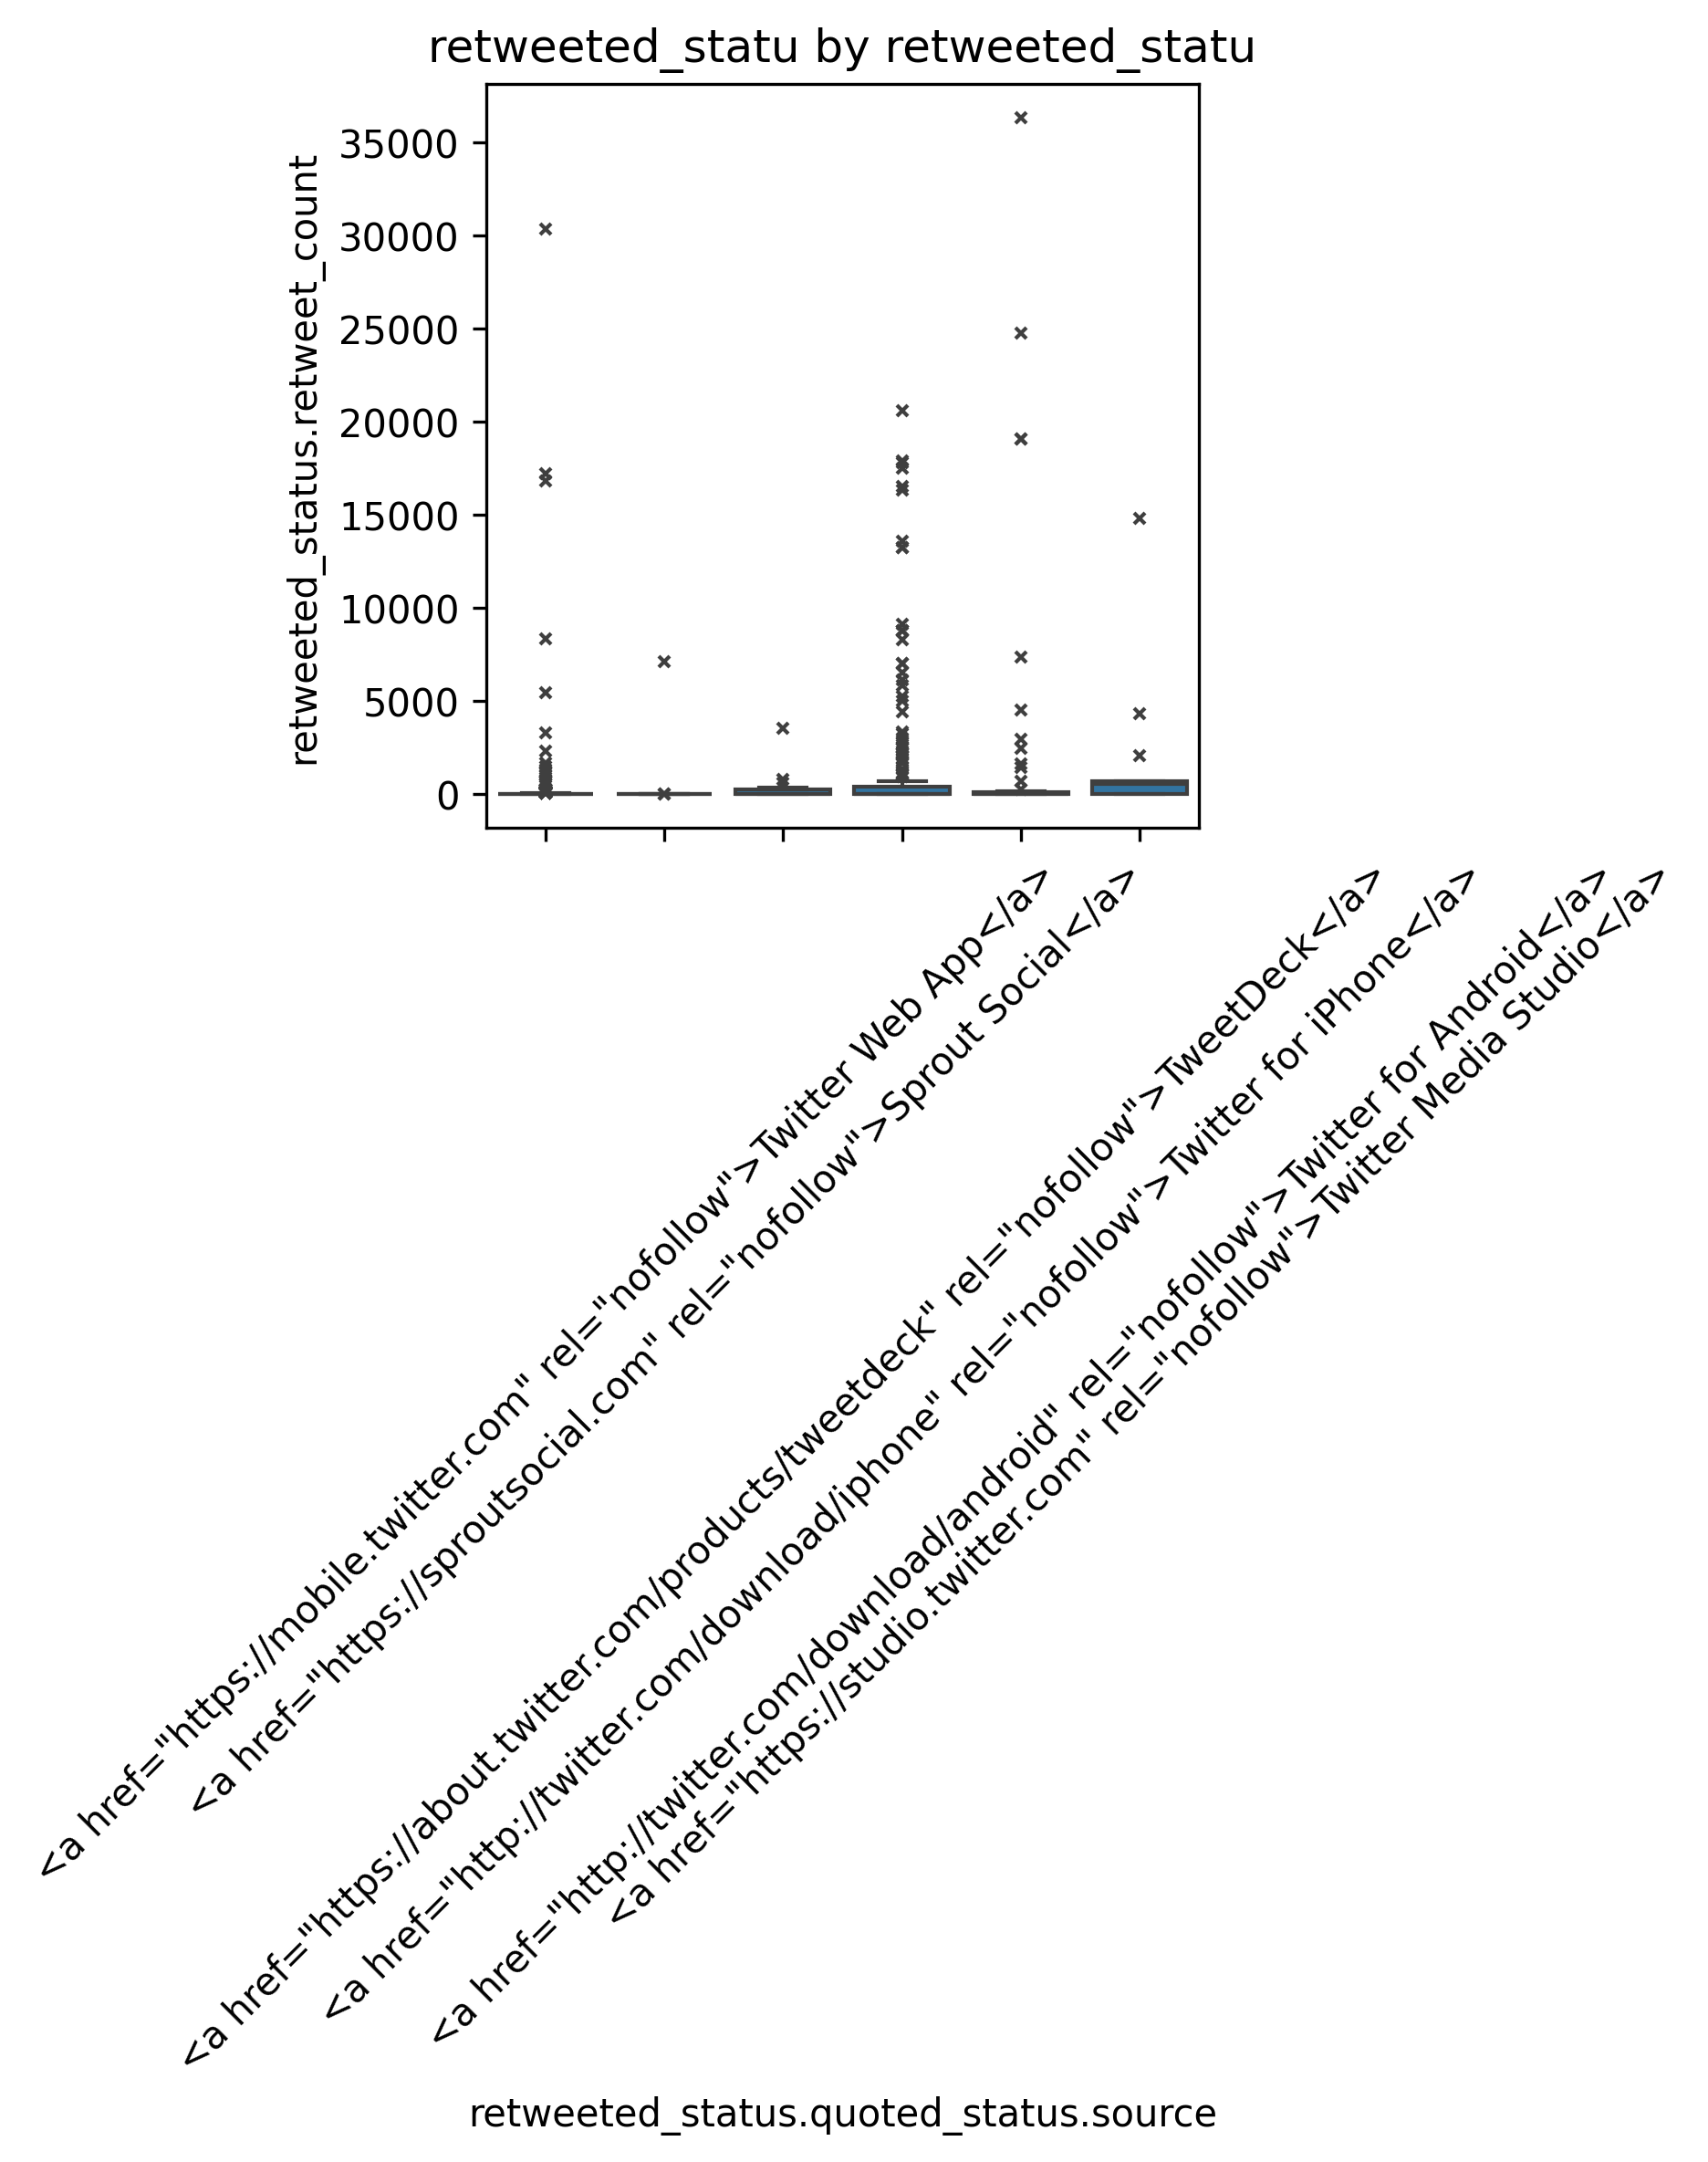 retweeted_statu by retweeted_statu
retweeted_status.retweet_count
35000
30000
25000
20000
15000
10000
5000
0
<a href="https://mobile.twitter.com" rel="nofollow">Twitter Web App</a>
<a href="https://sproutsocial.com" rel="nofollow">Sprout Social</a>
<a href="https://about.twitter.com/products/tweetdeck" rel="nofollow">TweetDeck</a>
<a href="http://twitter.com/download/iphone" rel="nofollow">Twitter for iPhone</a>
<a href="http://twitter.com/download/android" rel="nofollow">Twitter for Android</a>
<a href="https://studio.twitter.com" rel="nofollow">Twitter Media Studio</a>
retweeted_status.quoted_status.source